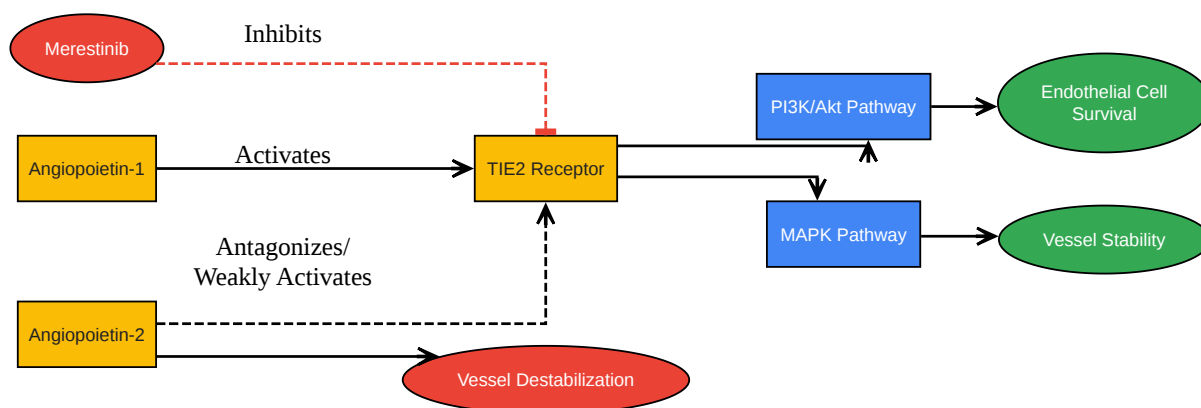 Merestinib
Inhibits
Angiopoietin-1
Activates
TIE2 Receptor
PI3K/Akt Pathway
Endothelial Cell
Survival
MAPK Pathway
Vessel Stability
Antagonizes/
Weakly Activates
Angiopoietin-2
Vessel Destabilization